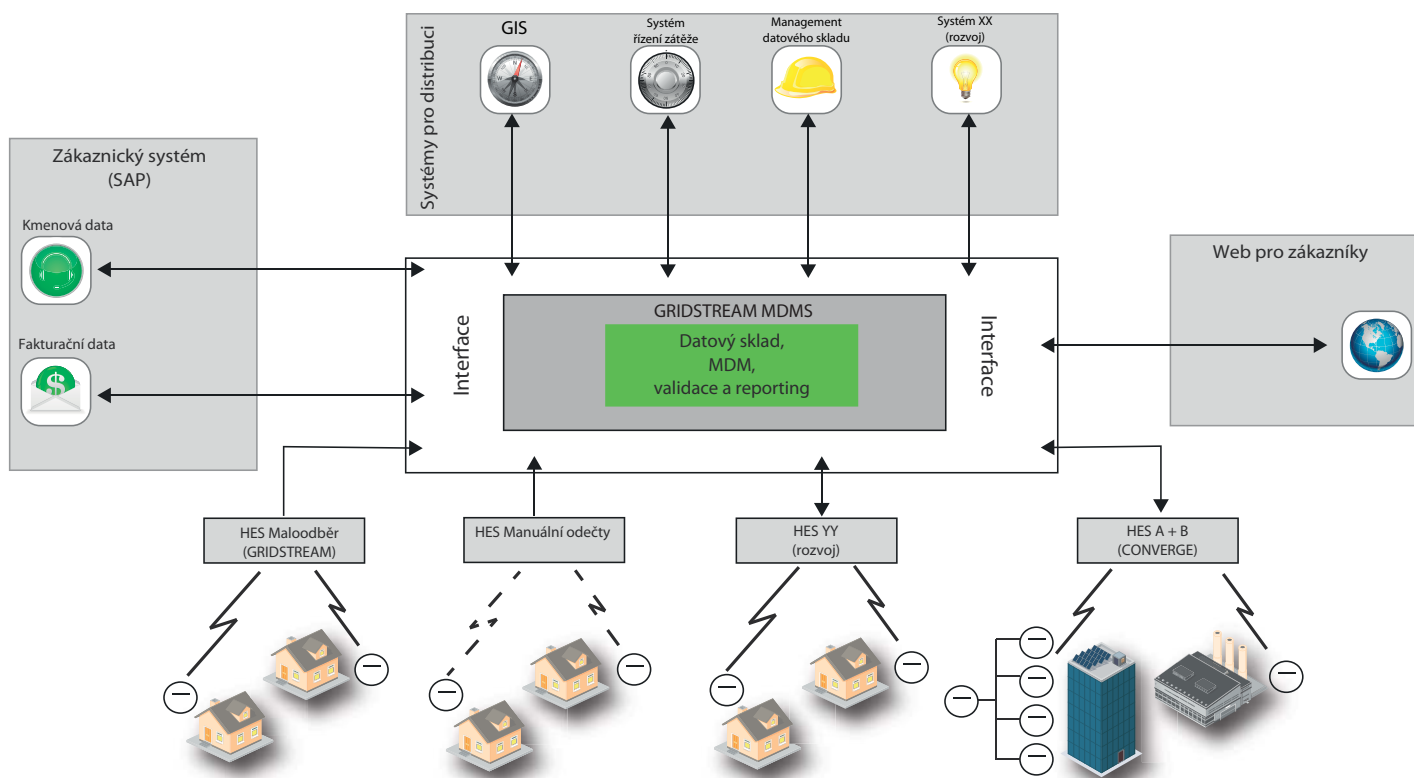 Systémy pro distribuci
GIS
Systém
řízení zátěže
Management
datového skladu
Systém XX
(rozvoj)
Zákaznický systém
(SAP)
Kmenová data
Fakturační data
$
Web pro zákazníky
Interface
GRIDSTREAM MDMS
Datový sklad,
MDM,
validace a reporting
Interface
HES Maloodběr
(GRIDSTREAM)
HES Manuální odečty
HES YY
(rozvoj)
HES A + B
(CONVERGE)